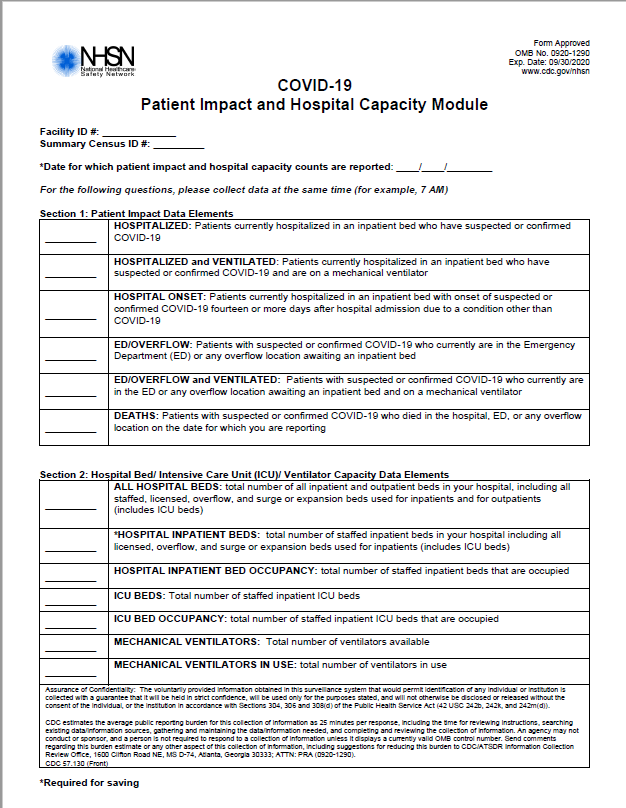 NHSN
National Healthcare
Safety Network
Form Approved
OMB No. 0920-1290
Exp. Date: 09/30/2020
www.cdc.gov/nhsn
COVID-19
Patient Impact and Hospital Capacity Module
Facility ID #: _____________
Summary Census ID #: _________
*Date for which patient impact and hospital capacity counts are reported: ____/____/________
For the following questions, please collect data at the same time (for example, 7 AM)
Section 1: Patient Impact Data Elements
_________ HOSPITALIZED: Patients currently hospitalized in an inpatient bed who have suspected or confirmed
COVID-19
_________ HOSPITALIZED and VENTILATED: Patients currently hospitalized in an inpatient bed who have
suspected or confirmed COVID-19 and are on a mechanical ventilator
_________ HOSPITAL ONSET: Patients currently hospitalized in an inpatient bed with onset of suspected or
confirmed COVID-19 fourteen or more days after hospital admission due to a condition other than
COVID-19
_________ ED/OVERFLOW: Patients with suspected or confirmed COVID-19 who currently are in the Emergency
Department (ED) or any overflow location awaiting an inpatient bed
_________ ED/OVERFLOW and VENTILATED: Patients with suspected or confirmed COVID-19 who currently are
in the ED or any overflow location awaiting an inpatient bed and on a mechanical ventilator
_________ DEATHS: Patients with suspected or confirmed COVID-19 who died in the hospital, ED, or any overflow
location on the date for which you are reporting
Section 2: Hospital Bed/ Intensive Care Unit (ICU)/ Ventilator Capacity Data Elements
_________ ALL HOSPITAL BEDS: total number of all inpatient and outpatient beds in your hospital, including all
staffed, licensed, overflow, and surge or expansion beds used for inpatients and for outpatients
(includes ICU beds)
_________ *HOSPITAL INPATIENT BEDS: total number of staffed inpatient beds in your hospital including all
licensed, overflow, and surge or expansion beds used for inpatients (includes ICU beds)
_________ HOSPITAL INPATIENT BED OCCUPANCY: total number of staffed inpatient beds that are occupied
_________ ICU BEDS: Total number of staffed inpatient ICU beds
_________ ICU BED OCCUPANCY: total number of staffed inpatient ICU beds that are occupied
_________ MECHANICAL VENTILATORS: Total number of ventilators available
_________ MECHANICAL VENTILATORS IN USE: total number of ventilators in use
Assurance of Confidentiality: The voluntarily provided information obtained in this surveillance system that would permit identification of any individual or institution is
collected with a guarantee that it will be held in strict confidence, will be used only for the purposes stated, and will not otherwise be disclosed or released without the
consent of the individual, or the institution in accordance with Sections 304, 306 and 308(d) of the Public Health Service Act (42 USC 242b, 242k, and 242m(d)).
CDC estimates the average public reporting burden for this collection of information as 25 minutes per response, including the time for reviewing instructions, searching
existing data/information sources, gathering and maintaining the data/information needed, and completing and reviewing the collection of information. An agency may not
conduct or sponsor, and a person is not required to respond to a collection of information unless it displays a currently valid OMB control number. Send comments
regarding this burden estimate or any other aspect of this collection of information, including suggestions for reducing this burden to CDC/ATSDR Information Collection
Review Office, 1600 Clifton Road NE, MS D-74, Atlanta, Georgia 30333; ATTN: PRA (0920-1290).
CDC 57.130 (Front)
*Required for saving